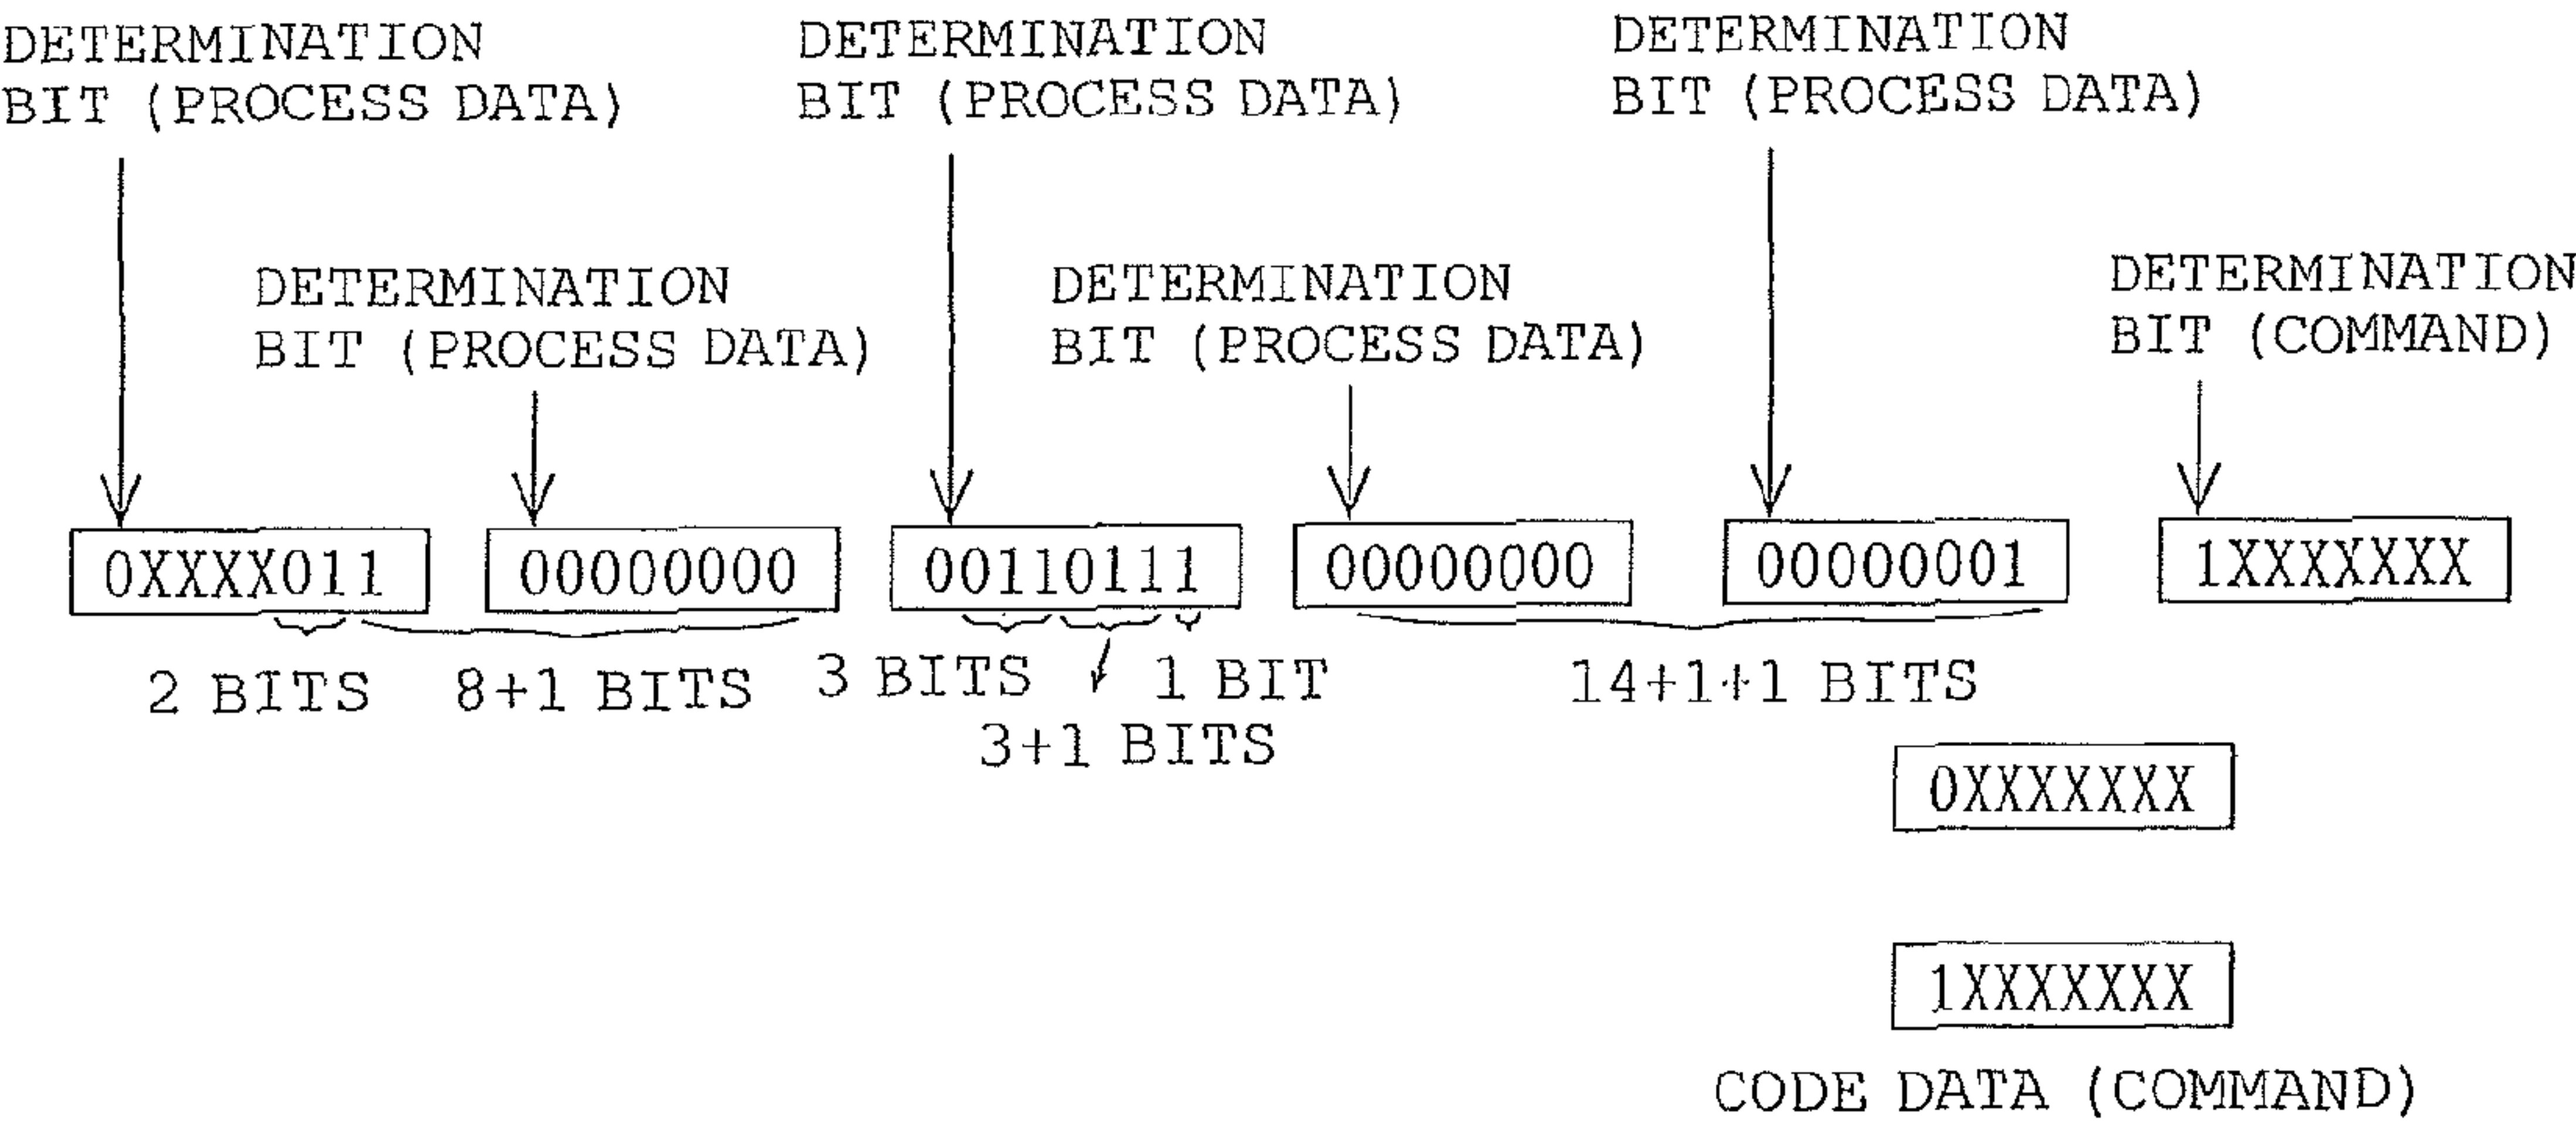 DETERMINATION
BIT (PROCESS DATA)
DETERMINATION
BIT (PROCESS DATA)
DETERMINATION
BIT (PROCESS DATA)
DETERMINATION
BIT (PROCESS DATA)
DETERMINATION
BIT (PROCESS DATA)
DETERMINATION
BIT (COMMAND)
0XXXX011 00000000 00110111 00000000 00000001 1XXXXXXX
2 BITS 8+1 BITS 3 BITS 1 BIT 14+1+1 BITS
3+1 BITS
0XXXXXXX
1XXXXXXX
CODE DATA (COMMAND)